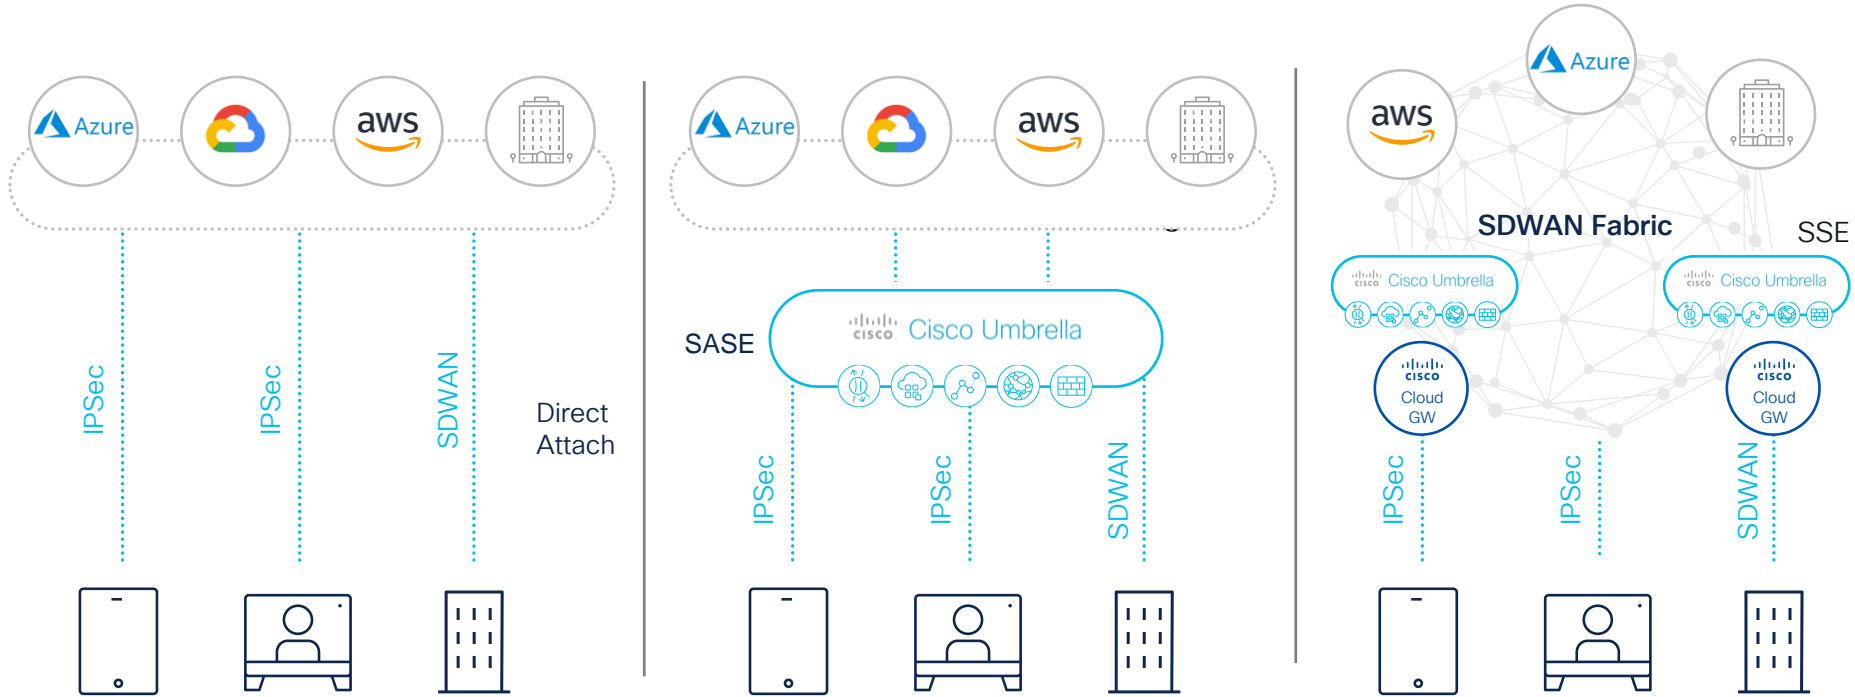 Azure
aws
IPSec
IPSec
SDWAN
Direct
Attach
Azure
aws
SASE
CISCO
Cisco Umbrella
IPSec
IPSec
SDWAN
Azure
aws
SDWAN Fabric
SSE
CISCO
Cisco Umbrella
CISCO
Cisco Umbrella
CISCO
Cloud
GW
CISCO
Cloud
GW
IPSec
IPSec
SDWAN